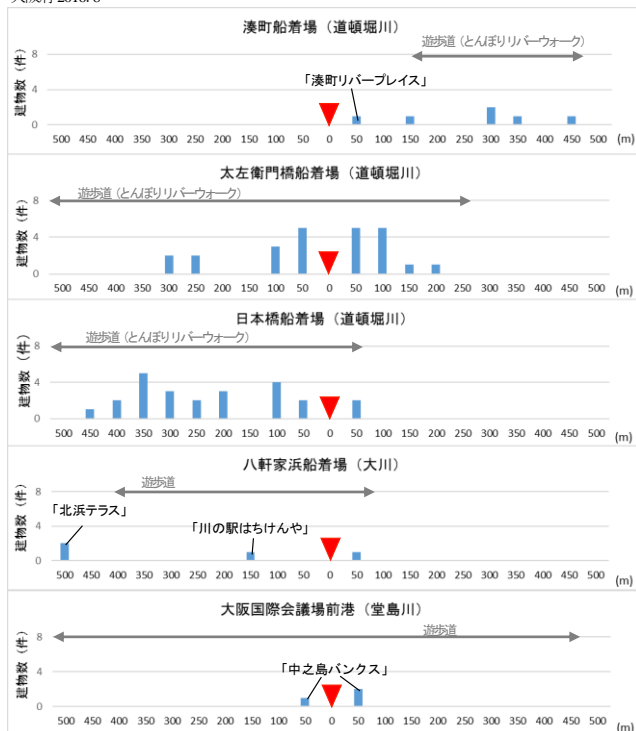 湊町船着場（道頓堀川）
遊歩道（とんぼりリバーウォーク）
「湊町リバープレイス」
建物数（件）
8
4
0
500 450 400 350 300 250 200 150 100 50 0 50 100 150 200 250 300 350 400 450 500 (m)
太左衛門橋船着場（道頓堀川）
遊歩道（とんぼりリバーウォーク）
建物数（件）
8
4
0
500 450 400 350 300 250 200 150 100 50 0 50 100 150 200 250 300 350 400 450 500 (m)
日本橋船着場（道頓堀川）
遊歩道（とんぼりリバーウォーク）
建物数（件）
8
4
0
500 450 400 350 300 250 200 150 100 50 0 50 100 150 200 250 300 350 400 450 500 (m)
八軒家浜船着場（大川）
遊歩道
「北浜テラス」
「川の駅はちけんや」
建物数（件）
8
4
0
500 450 400 350 300 250 200 150 100 50 0 50 100 150 200 250 300 350 400 450 500 (m)
大阪国際会議場前港（堂島川）
遊歩道
「中之島バンクス」
建物数（件）
8
4
0
500 450 400 350 300 250 200 150 100 50 0 50 100 150 200 250 300 350 400 450 500 (m)